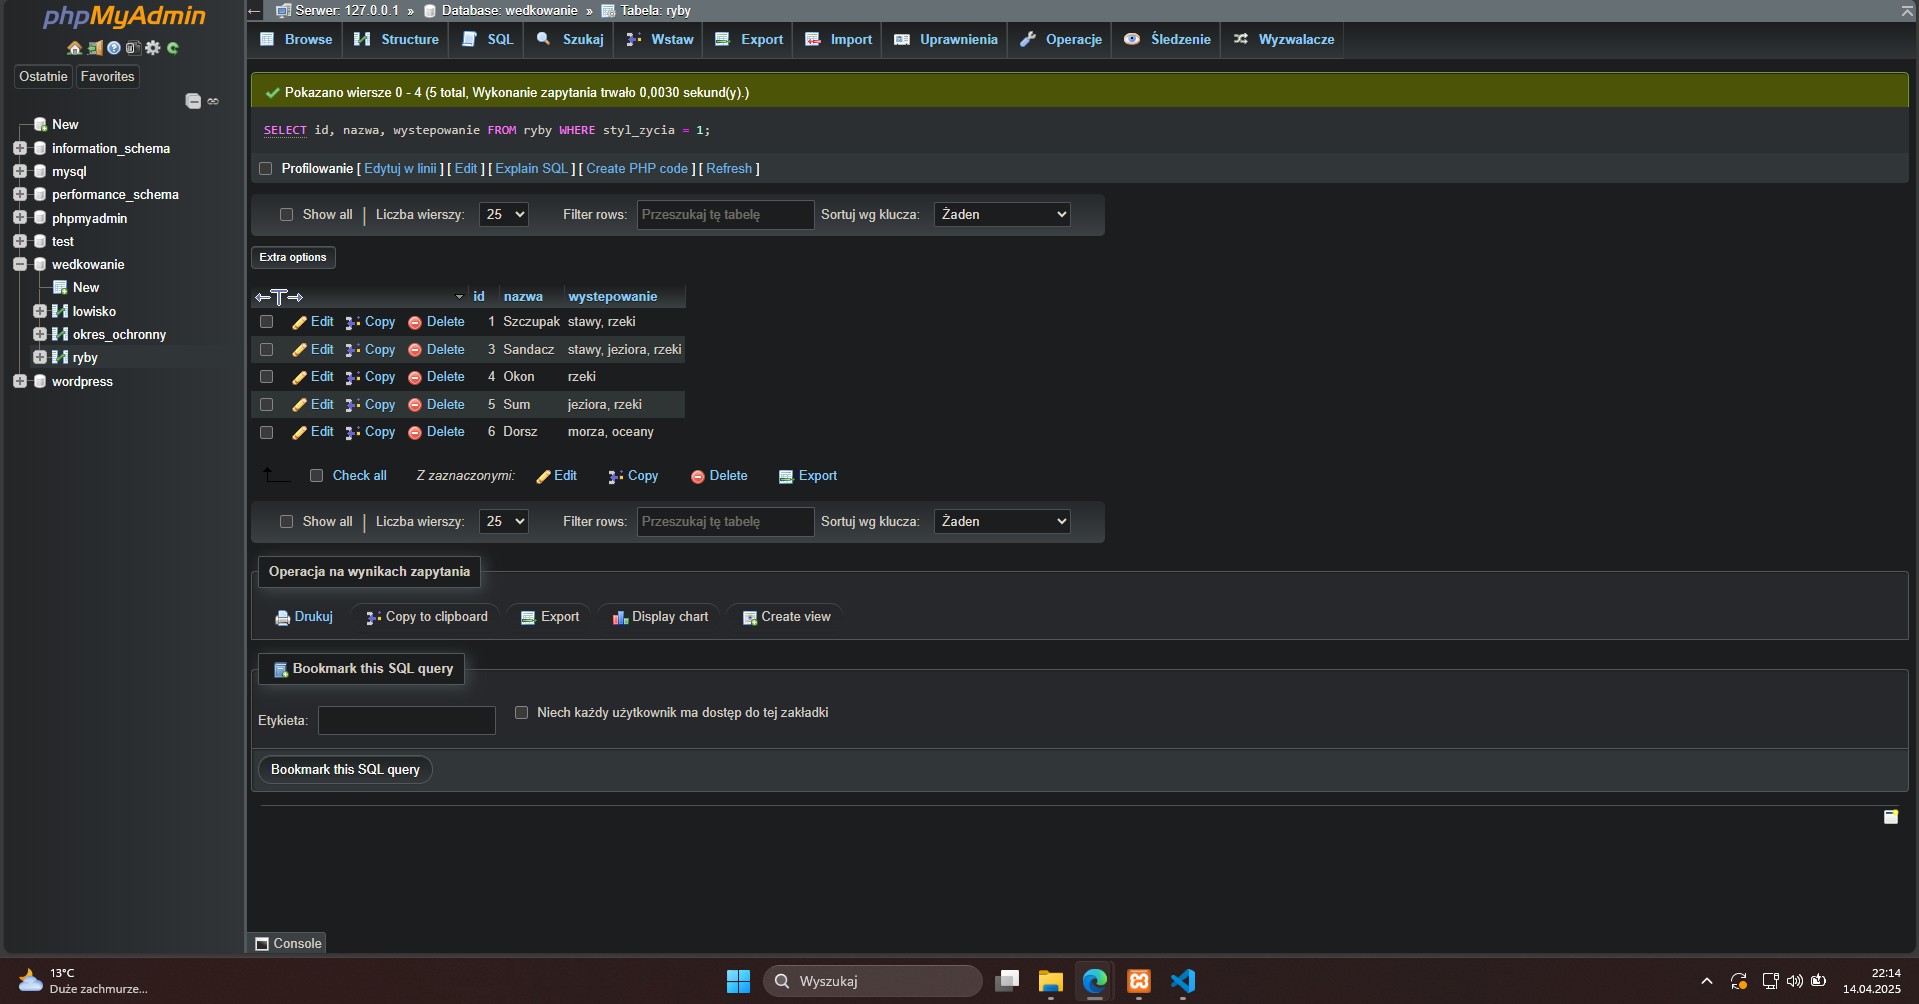 phpMyAdmin
Ostatnie Favorites
New
information_schema
mysql
performance_schema
phpmyadmin
test
wedkowanie
New
lowisko
okres_ochronny
ryby
wordpress
Serwer: 127.0.0.1 » Database: wedkowanie » Tabela: ryby
Browse Structure SQL Szukaj Wstaw Export Import Uprawnienia Operacje Śledzenie Wyzwalacze
Pokazano wiersze 0 - 4 (5 total, Wykonanie zapytania trwało 0,0030 sekund(y).)
SELECT id, nazwa, wystepowanie FROM ryby WHERE styl_zycia = 1;
Profilowanie [ Edytuj w linii ] [ Edit ] [ Explain SQL ] [ Create PHP code ] [ Refresh ]
Show all | Liczba wierszy: 25 Filter rows: Przeszukaj tę tabelę Sortuj wg klucza: Żaden
Extra options
←T→ id nazwa wystepowanie
Edit Copy Delete 1 Szczupak stawy, rzeki
Edit Copy Delete 3 Sandacz stawy, jeziora, rzeki
Edit Copy Delete 4 Okon rzeki
Edit Copy Delete 5 Sum jeziora, rzeki
Edit Copy Delete 6 Dorsz morza, oceany
Check all Z zaznaczonymi: Edit Copy Delete Export
Show all | Liczba wierszy: 25 Filter rows: Przeszukaj tę tabelę Sortuj wg klucza: Żaden
Operacja na wynikach zapytania
Drukuj Copy to clipboard Export Display chart Create view
Bookmark this SQL query
Etykieta: Niech każdy użytkownik ma dostęp do tej zakładki
Bookmark this SQL query
Console
13°C
Duże zachmurze...
Wyszukaj
22:14
14.04.2025